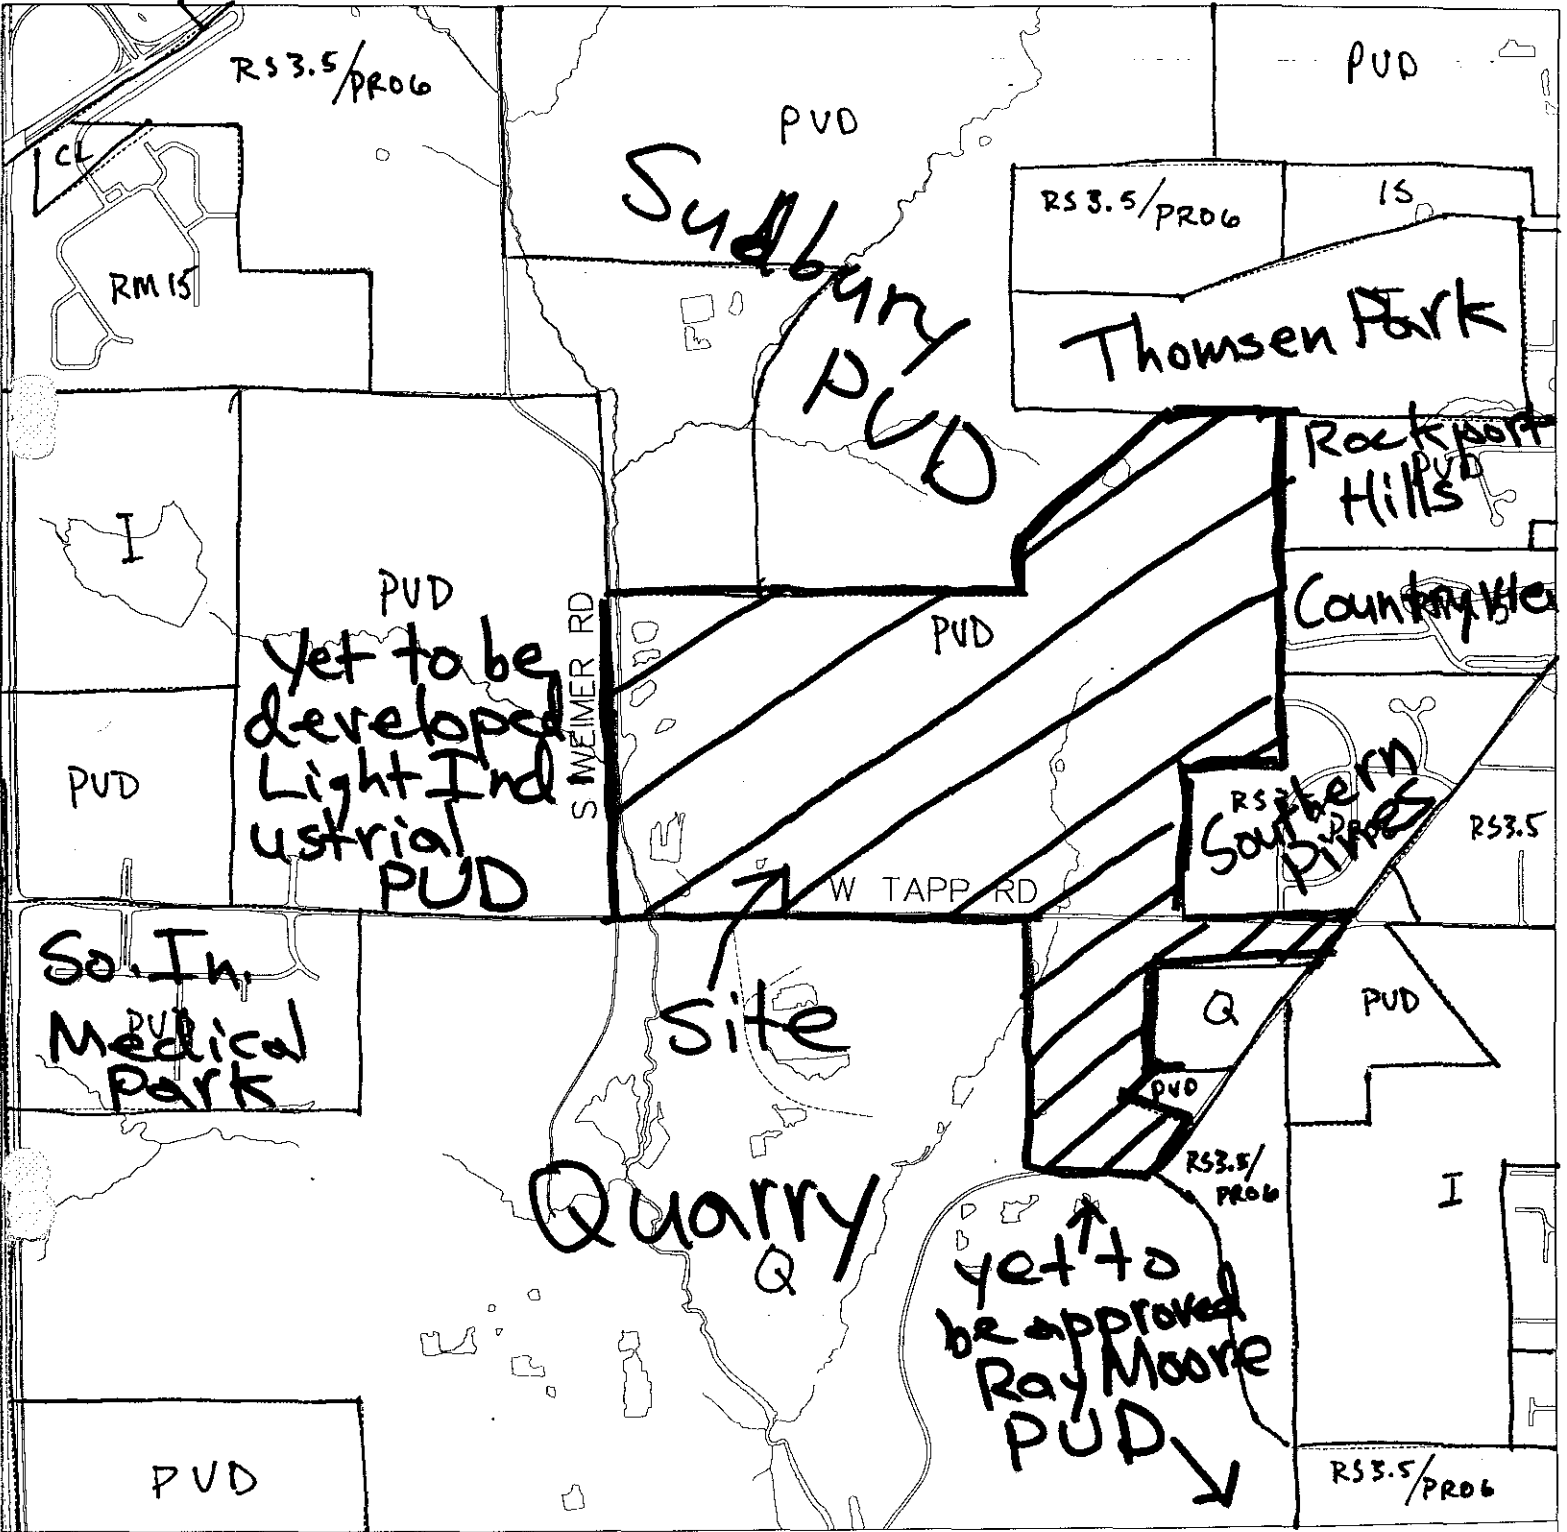 RS3.5/PRO6
PUD
PUD
CL
RS3.5/PRO6
IS
RM15
Sudbury
PUD
Thomsen Park
Rockport
Hills
PUD
I
PUD
Yet to be
developed
Light Ind
ustrial
PUD
S WEIMER RD
PUD
PUD
Southern
Pines
RS3.5
W TAPP RD
So. In.
Medical
Park
PUD
Site
Q
PUD
PUD
RS3.5/
PRO6
I
Quarry
Q
yet to
be approved
Ray Moore
PUD
PUD
RS3.5/PRO6